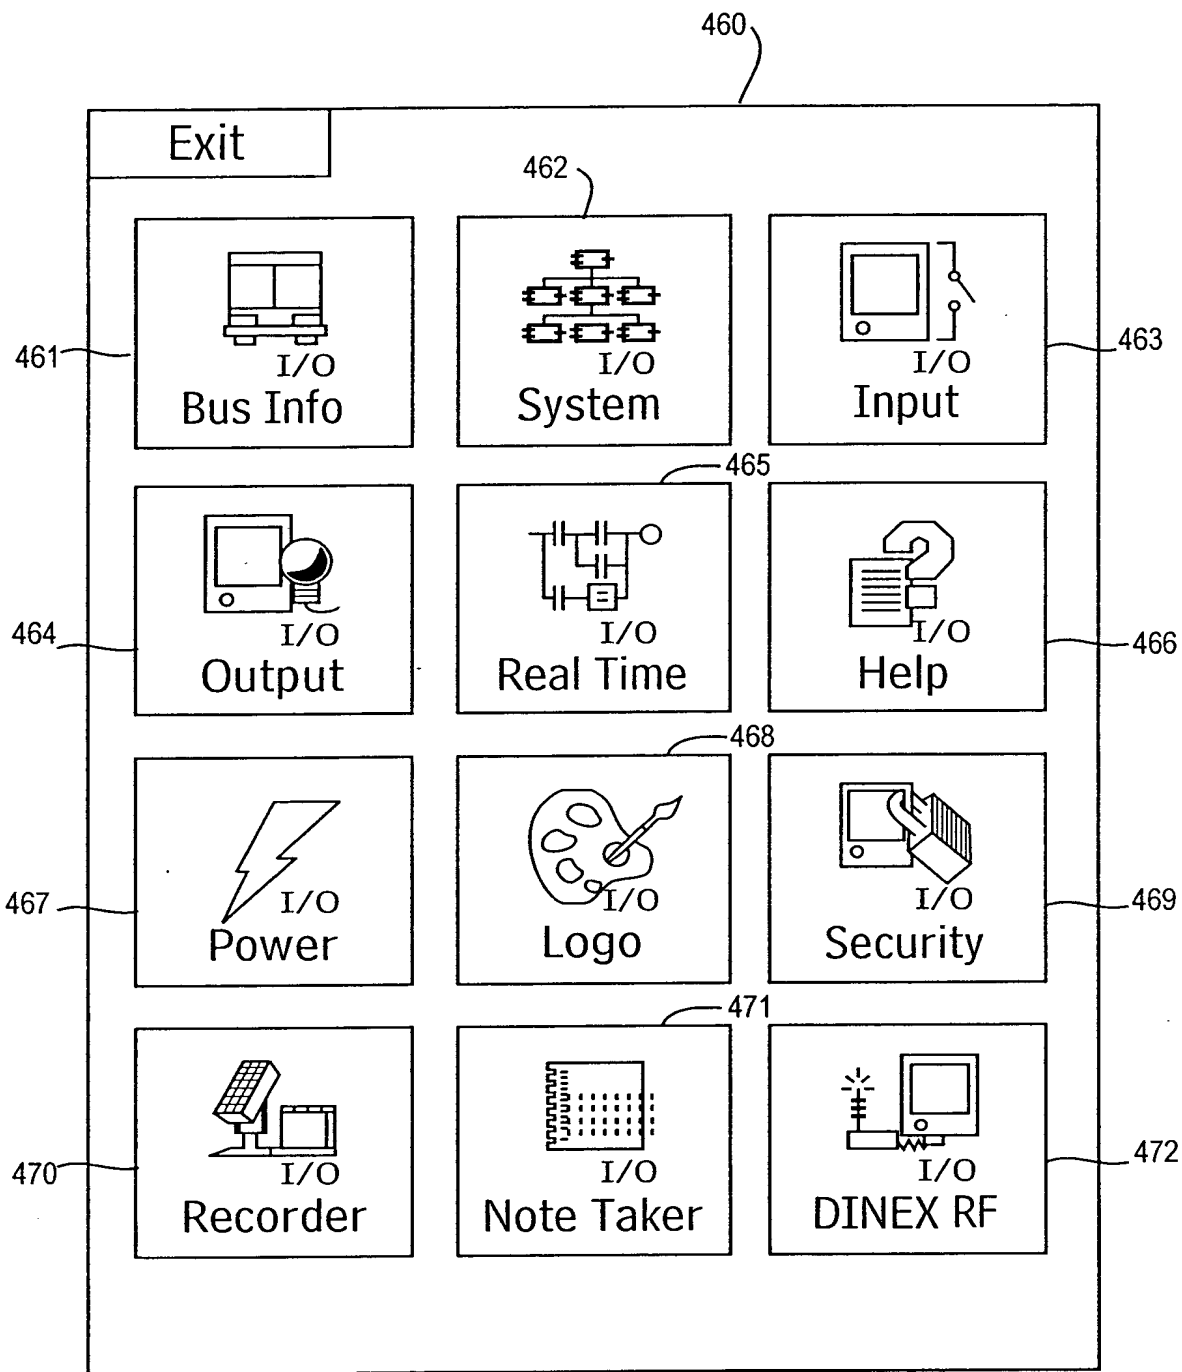 460
Exit
462
461
I/O
Bus Info
I/O
System
I/O
Input
463
465
464
I/O
Output
I/O
Real Time
I/O
Help
466
468
467
I/O
Power
I/O
Logo
I/O
Security
469
471
470
I/O
Recorder
I/O
Note Taker
I/O
DINEX RF
472